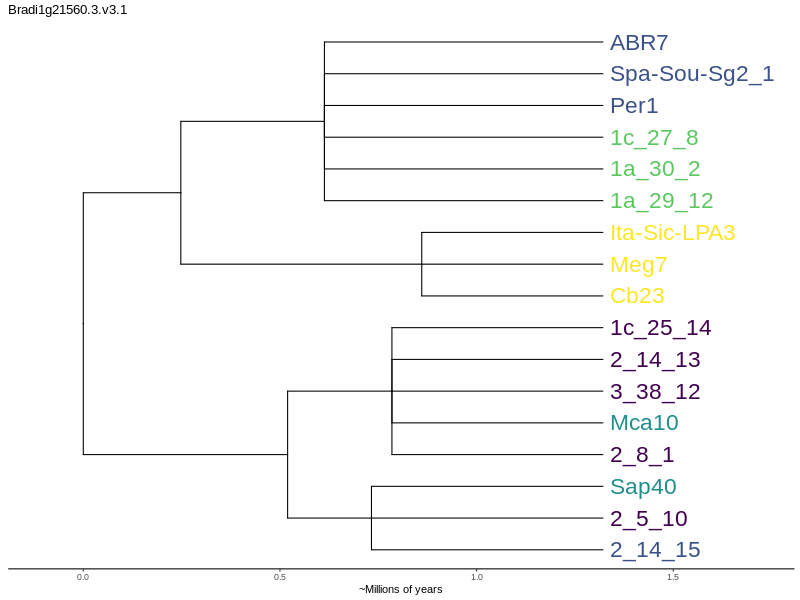 Bradi1g21560.3.v3.1
ABR7
Spa-Sou-Sg2_1
Per1
1c_27_8
1a_30_2
1a_29_12
Ita-Sic-LPA3
Meg7
Cb23
1c_25_14
2_14_13
3_38_12
Mca10
2_8_1
Sap40
2_5_10
2_14_15
0.0 0.5 1.0 1.5
~Millions of years